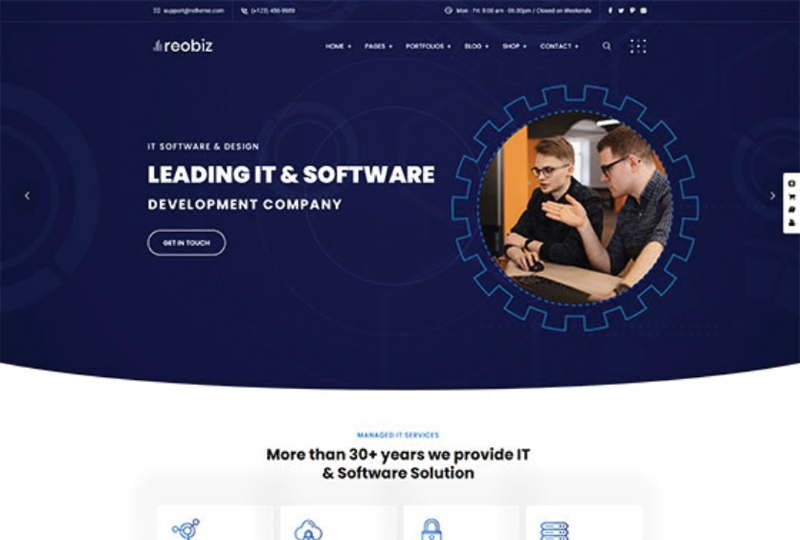 support@rstheme.com
(+123) 456-9989
Mon - Fri: 9:00 am - 06.00pm / Closed on Weekends
reobiz
HOME + PAGES + PORTFOLIOS + BLOG + SHOP + CONTACT +
IT SOFTWARE & DESIGN
LEADING IT & SOFTWARE
DEVELOPMENT COMPANY
GET IN TOUCH
MANAGED IT SERVICES
More than 30+ years we provide IT
& Software Solution